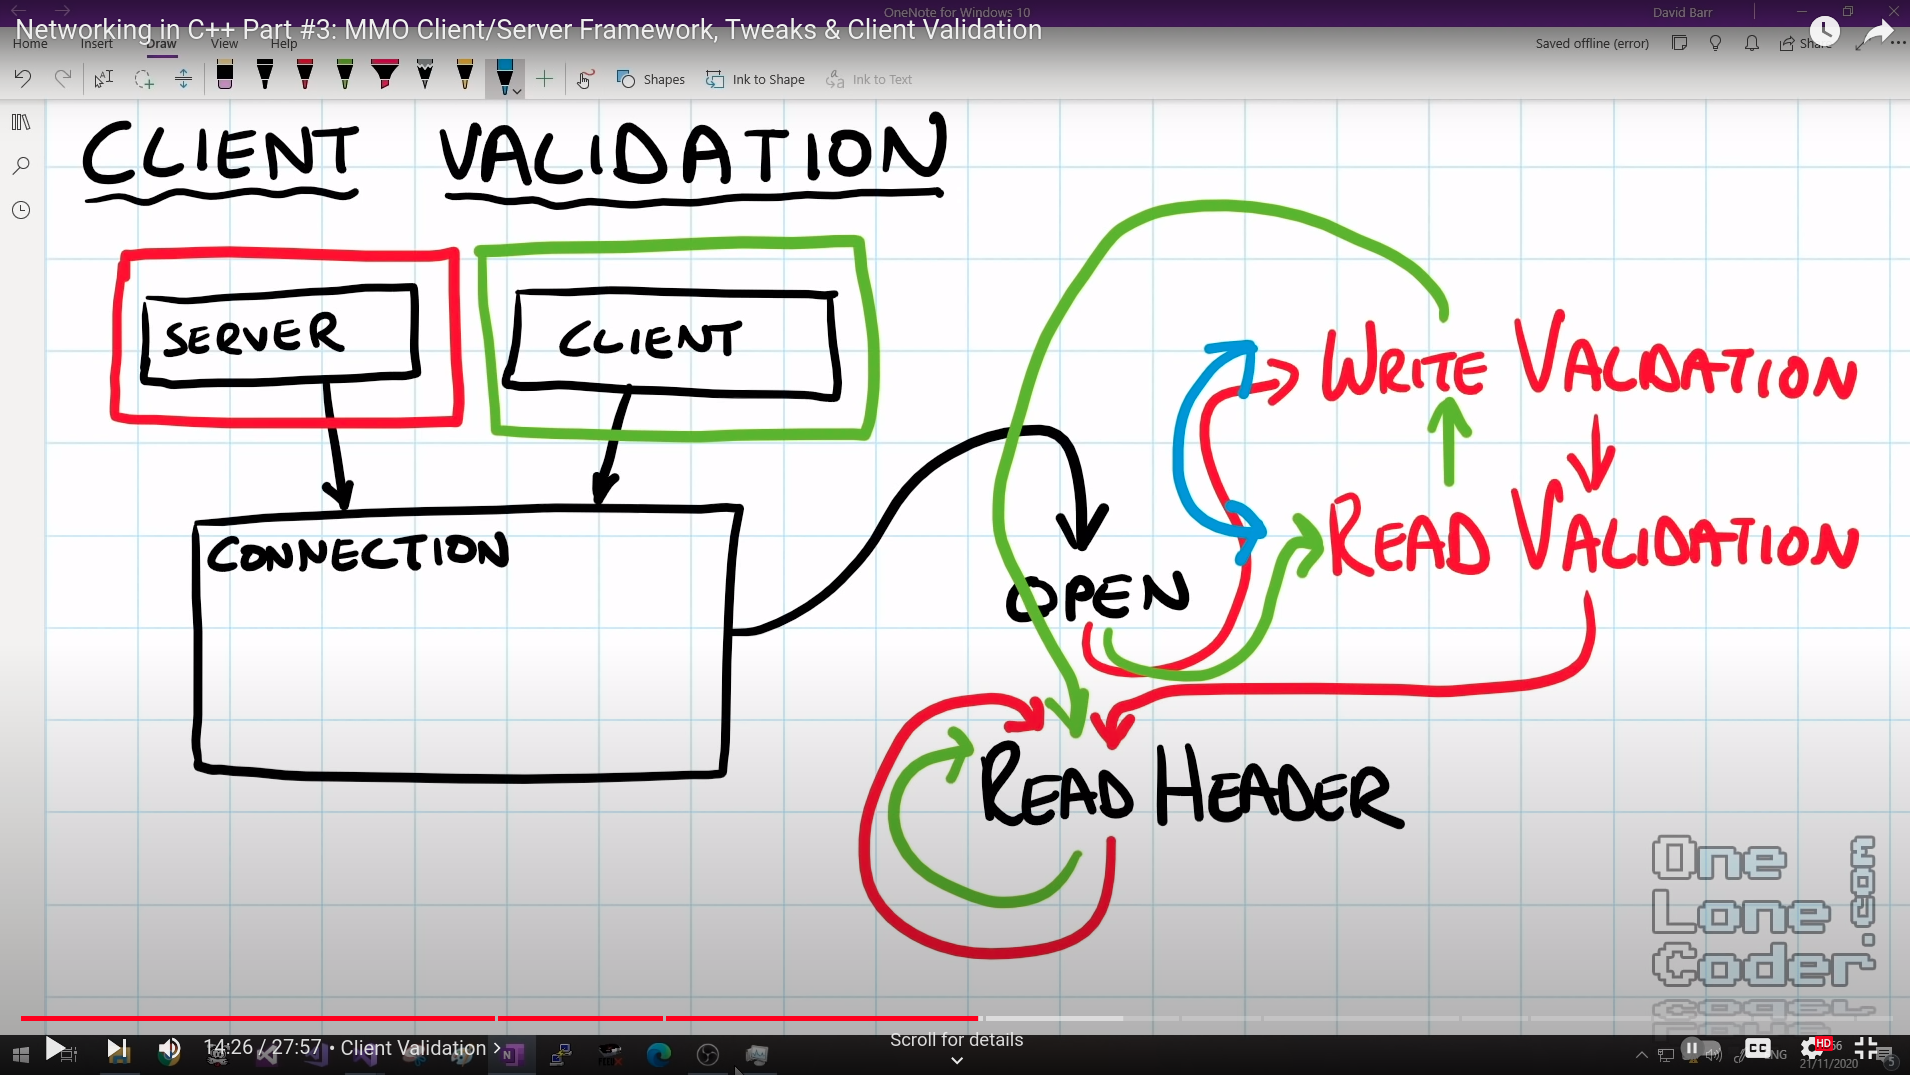 OneNote for Windows 10
David Barr
Networking in C++ Part #3: MMO Client/Server Framework, Tweaks & Client Validation
Home Insert Draw View Help
Saved offline (error)
Share
Shapes
Ink to Shape
Ink to Text
CLIENT VALIDATION
SERVER
CLIENT
WRITE VALIDATION
CONNECTION
READ VALIDATION
OPEN
READ HEADER
One
Lone
Coder
.com
14:26 / 27:57 • Client Validation
Scroll for details
CC
HD
21/11/2020
5